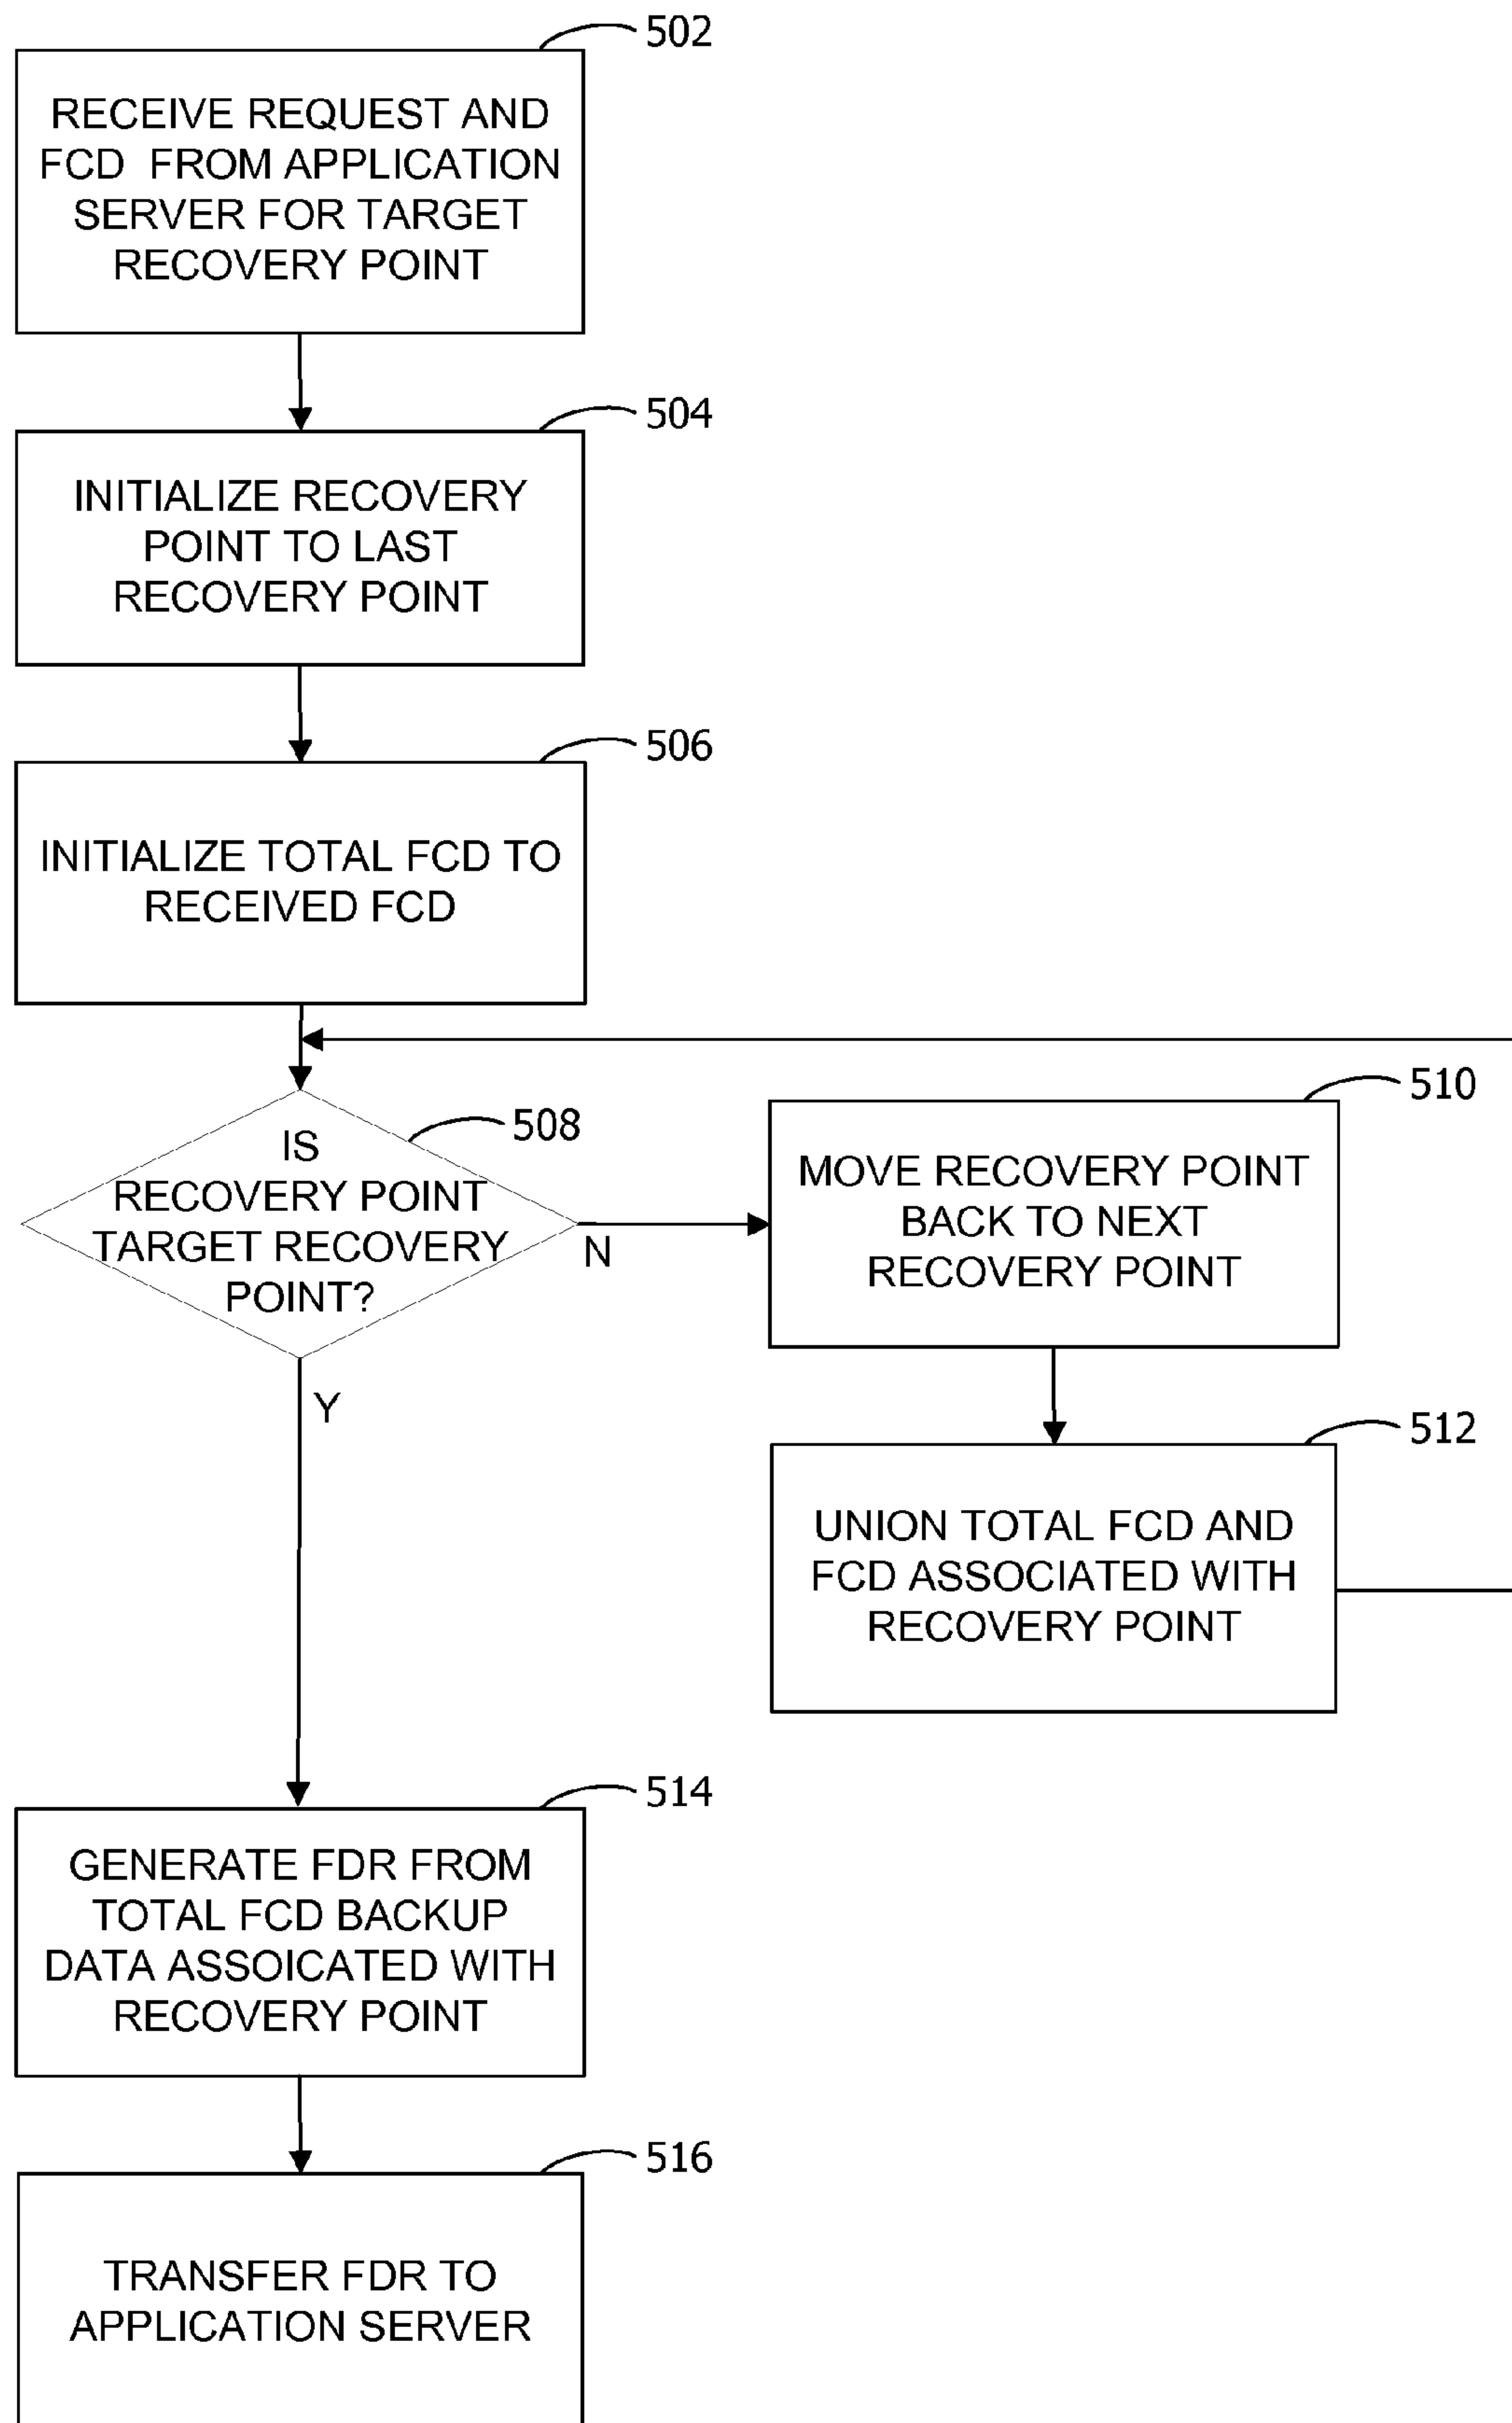 502
RECEIVE REQUEST AND
FCD FROM APPLICATION
SERVER FOR TARGET
RECOVERY POINT
504
INITIALIZE RECOVERY
POINT TO LAST
RECOVERY POINT
506
INITIALIZE TOTAL FCD TO
RECEIVED FCD
508
IS
RECOVERY POINT
TARGET RECOVERY
POINT?
N
Y
510
MOVE RECOVERY POINT
BACK TO NEXT
RECOVERY POINT
512
UNION TOTAL FCD AND
FCD ASSOCIATED WITH
RECOVERY POINT
514
GENERATE FDR FROM
TOTAL FCD BACKUP
DATA ASSOICATED WITH
RECOVERY POINT
516
TRANSFER FDR TO
APPLICATION SERVER